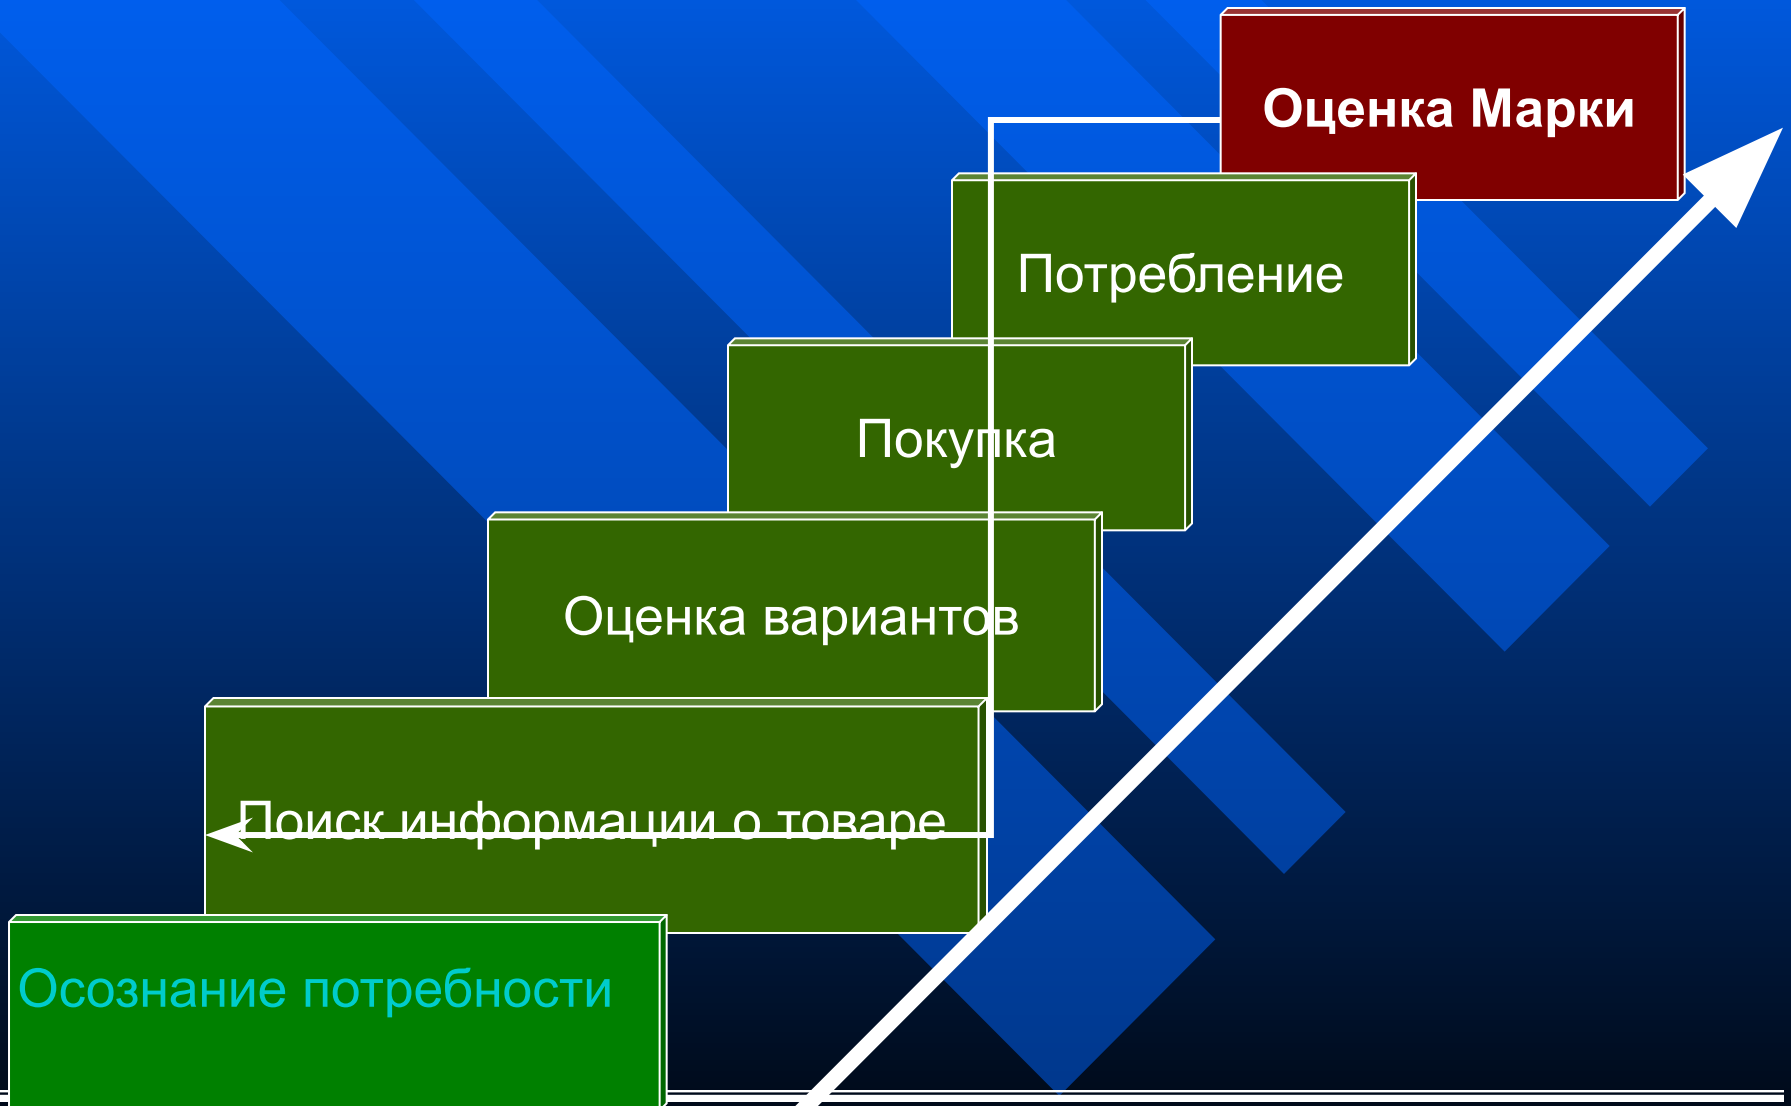 Оценка Марки
Потребление
Покупка
Оценка вариантов
Поиск информации о товаре
Осознание потребности